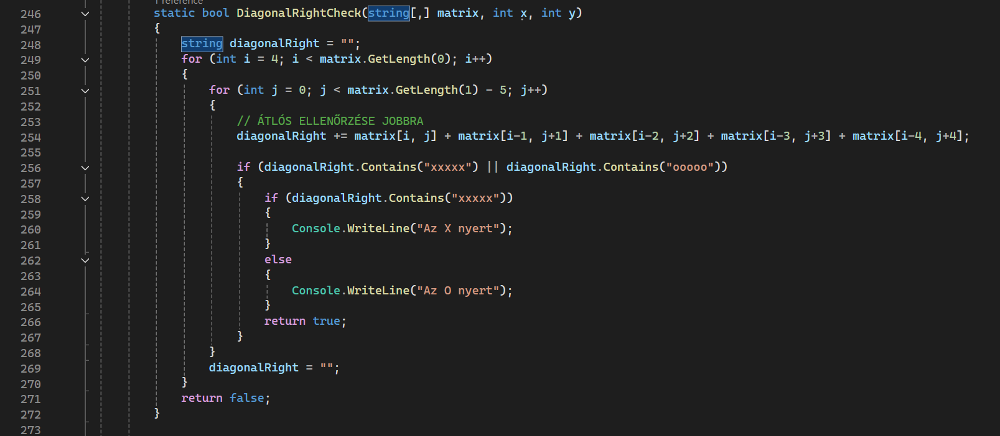 1 reference
246 static bool DiagonalRightCheck(string[,] matrix, int x, int y)
247 {
248 string diagonalRight = "";
249 for (int i = 4; i < matrix.GetLength(0); i++)
250 {
251 for (int j = 0; j < matrix.GetLength(1) - 5; j++)
252 {
253 // ÁTLÓS ELLENŐRZÉSE JOBBRA
254 diagonalRight += matrix[i, j] + matrix[i-1, j+1] + matrix[i-2, j+2] + matrix[i-3, j+3] + matrix[i-4, j+4];
255
256 if (diagonalRight.Contains("xxxxx") || diagonalRight.Contains("ooooo"))
257 {
258 if (diagonalRight.Contains("xxxxx"))
259 {
260 Console.WriteLine("Az X nyert");
261 }
262 else
263 {
264 Console.WriteLine("Az O nyert");
265 }
266 return true;
267 }
268 }
269 diagonalRight = "";
270 }
271 return false;
272 }
273